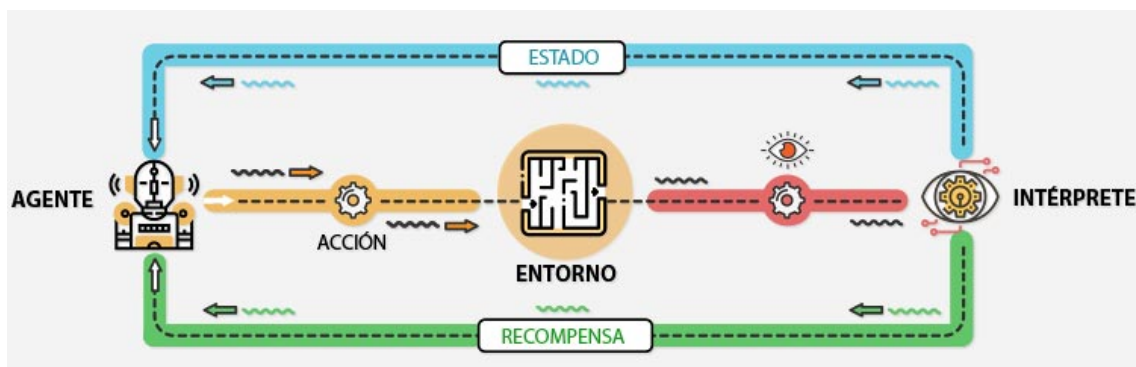 ESTADO
AGENTE
INTÉRPRETE
ACCIÓN
ENTORNO
RECOMPENSA